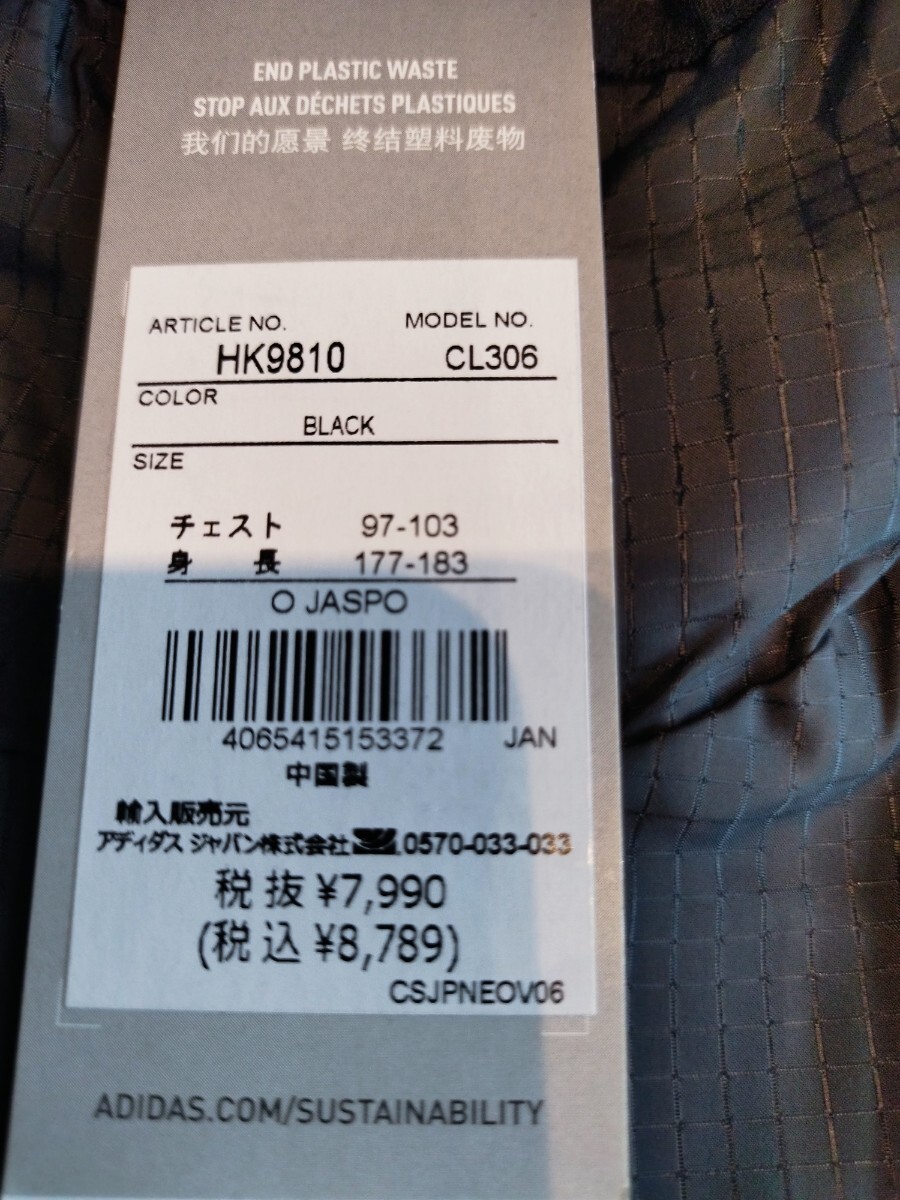 END PLASTIC WASTE
STOP AUX DÉCHETS PLASTIQUES
我们的愿景 终结塑料废物
ARTICLE NO. MODEL NO.
HK9810 CL306
COLOR
BLACK
SIZE
チェスト 97-103
身長 177-183
O JASPO
4065415153372 JAN
中国製
輸入販売元
アディダス ジャパン株式会社 0570-033-033
税抜 ¥7,990
(税込 ¥8,789)
CSJPNEOV06
ADIDAS.COM/SUSTAINABILITY